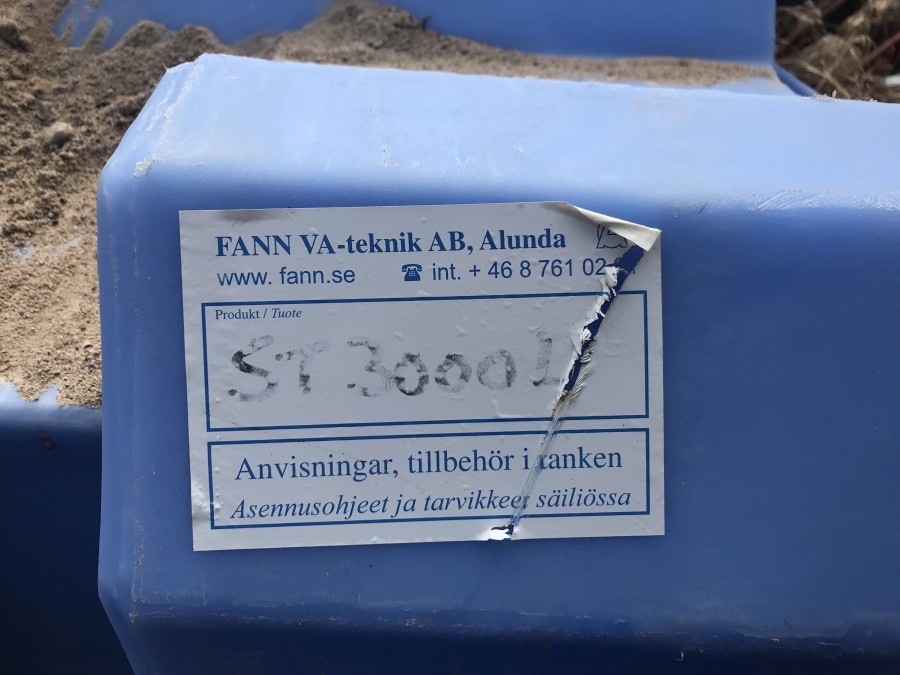 FANN VA-teknik AB, Alunda
www. fann.se ☎ int. + 46 8 761 02
Produkt / Tuote
ST 3000 L
Anvisningar, tillbehör i tanken
Asennusohjeet ja tarvikkeet säiliössa